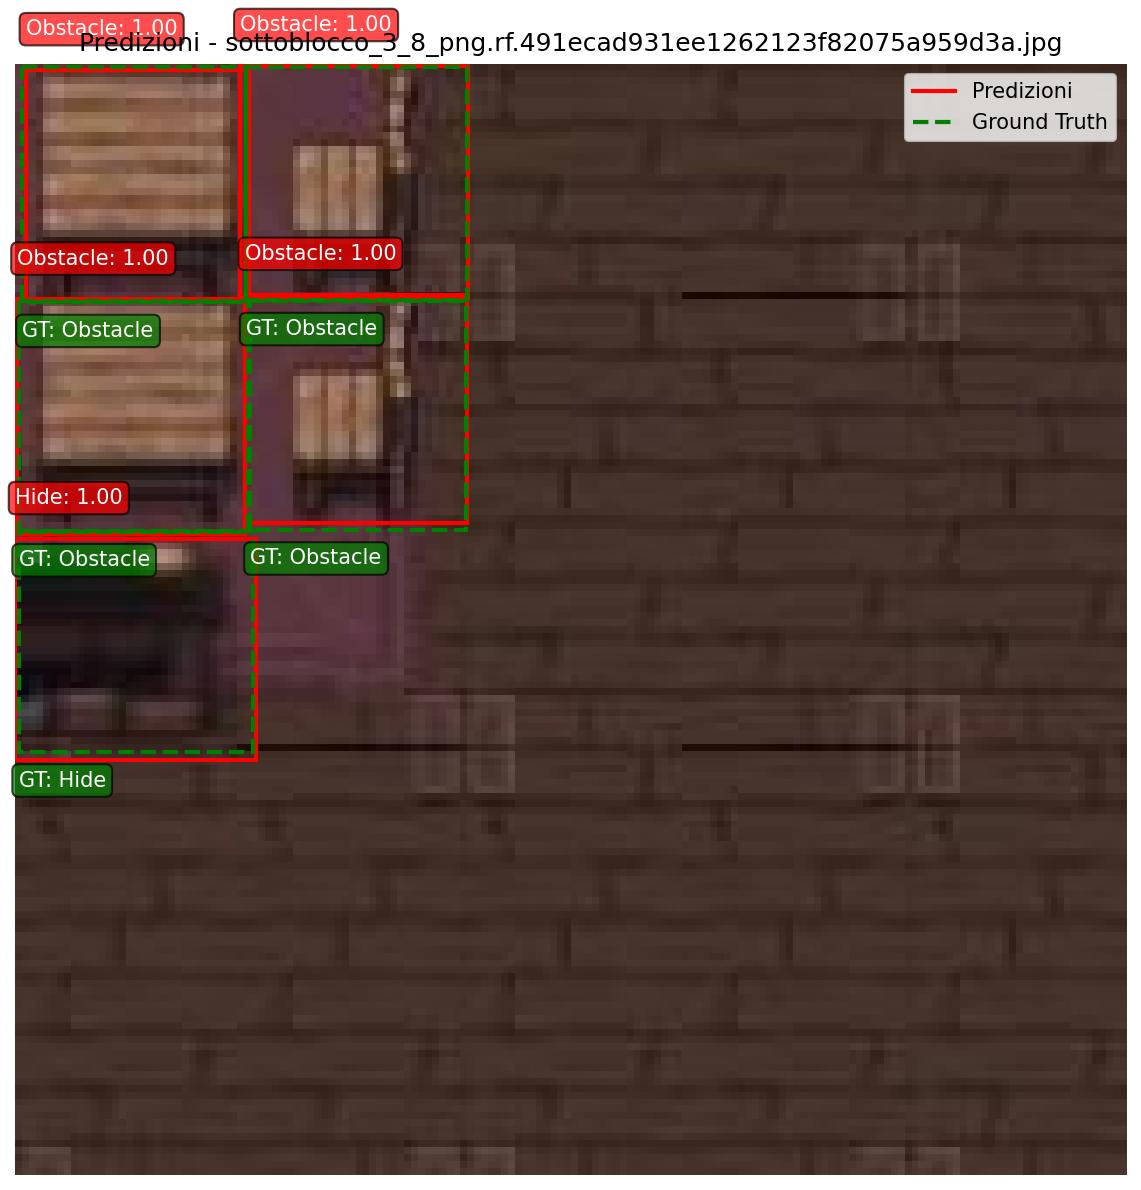 Obstacle: 1.00
Obstacle: 1.00
Predizioni - sottoblocco_3_8_png.rf.491ecad931ee1262123f82075a959d3a.jpg
Predizioni
Ground Truth
Obstacle: 1.00
Obstacle: 1.00
GT: Obstacle
GT: Obstacle
Hide: 1.00
GT: Obstacle
GT: Obstacle
GT: Hide